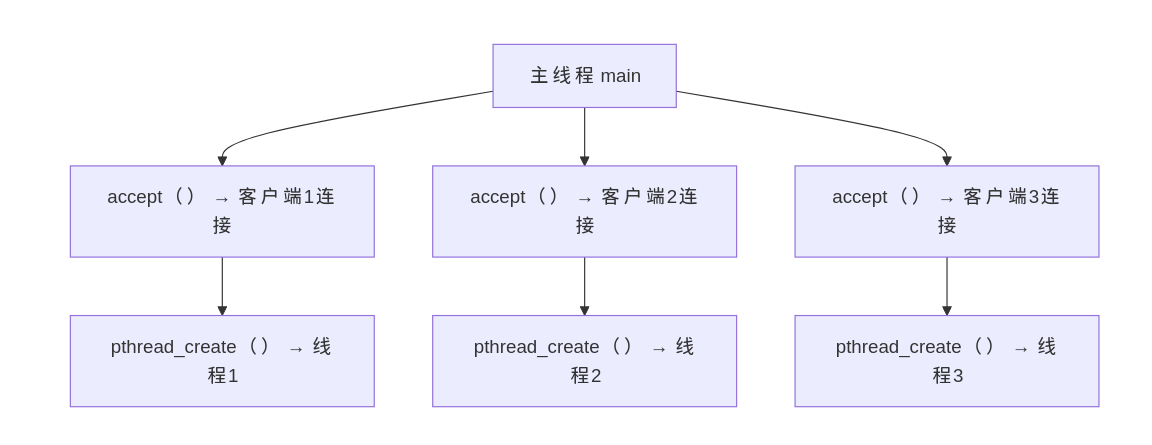 主线程 main
accept（） → 客户端1连
接
accept（） → 客户端2连
接
accept（） → 客户端3连
接
pthread_create（） → 线
程1
pthread_create（） → 线
程2
pthread_create（） → 线
程3